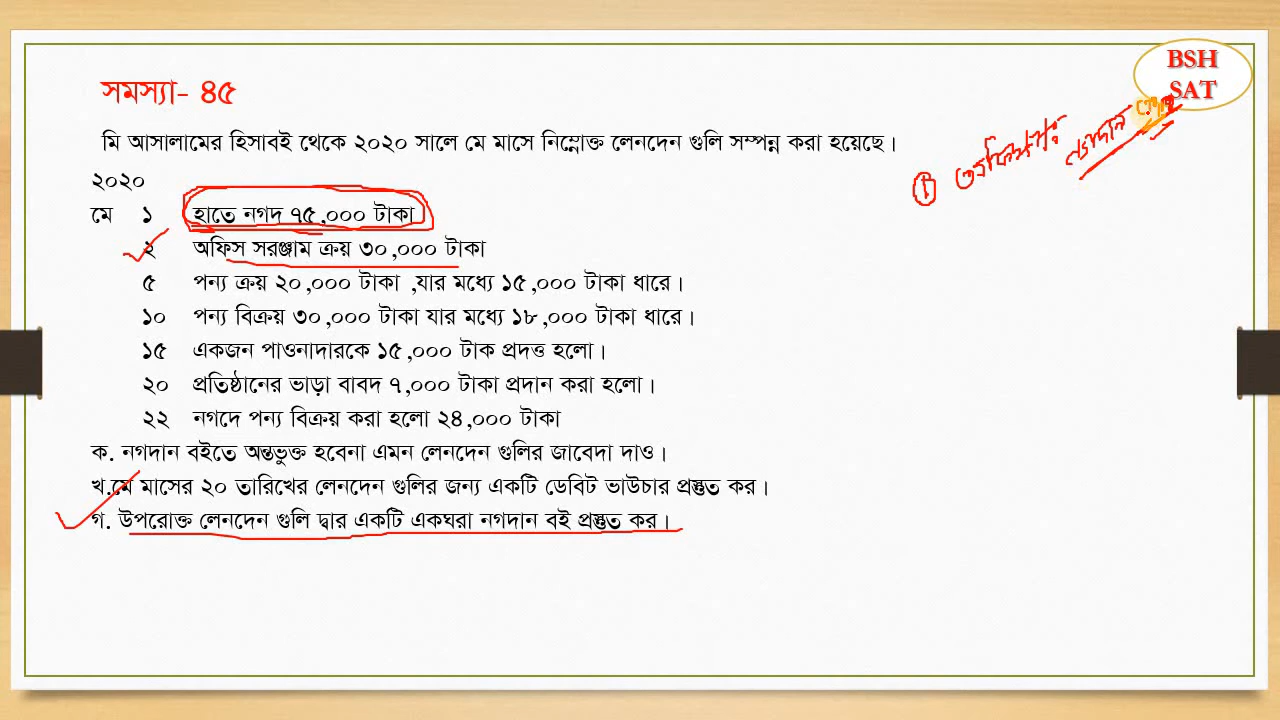 BSH
SAT
সমস্যা- ৪৫
মি আসালামের হিসাবই থেকে ২০২০ সালে মে মাসে নিম্নোক্ত লেনদেন গুলি সম্পন্ন করা হয়েছে।
২০২০
মে ১ হাতে নগদ ৭৫,০০০ টাকা
২ অফিস সরঞ্জাম ক্রয় ৩০,০০০ টাকা
৫ পন্য ক্রয় ২০,০০০ টাকা ,যার মধ্যে ১৫,০০০ টাকা ধারে।
১০ পন্য বিক্রয় ৩০,০০০ টাকা যার মধ্যে ১৮,০০০ টাকা ধারে।
১৫ একজন পাওনাদারকে ১৫,০০০ টাক প্রদত্ত হলো।
২০ প্রতিষ্ঠানের ভাড়া বাবদ ৭,০০০ টাকা প্রদান করা হলো।
২২ নগদে পন্য বিক্রয় করা হলো ২৪,০০০ টাকা
ক. নগদান বইতে অন্তভুক্ত হবেনা এমন লেনদেন গুলির জাবেদা দাও।
খ.মে মাসের ২০ তারিখের লেনদেন গুলির জন্য একটি ডেবিট ভাউচার প্রস্তুত কর।
গ. উপরোক্ত লেনদেন গুলি দ্বার একটি একঘরা নগদান বই প্রস্তুত কর।